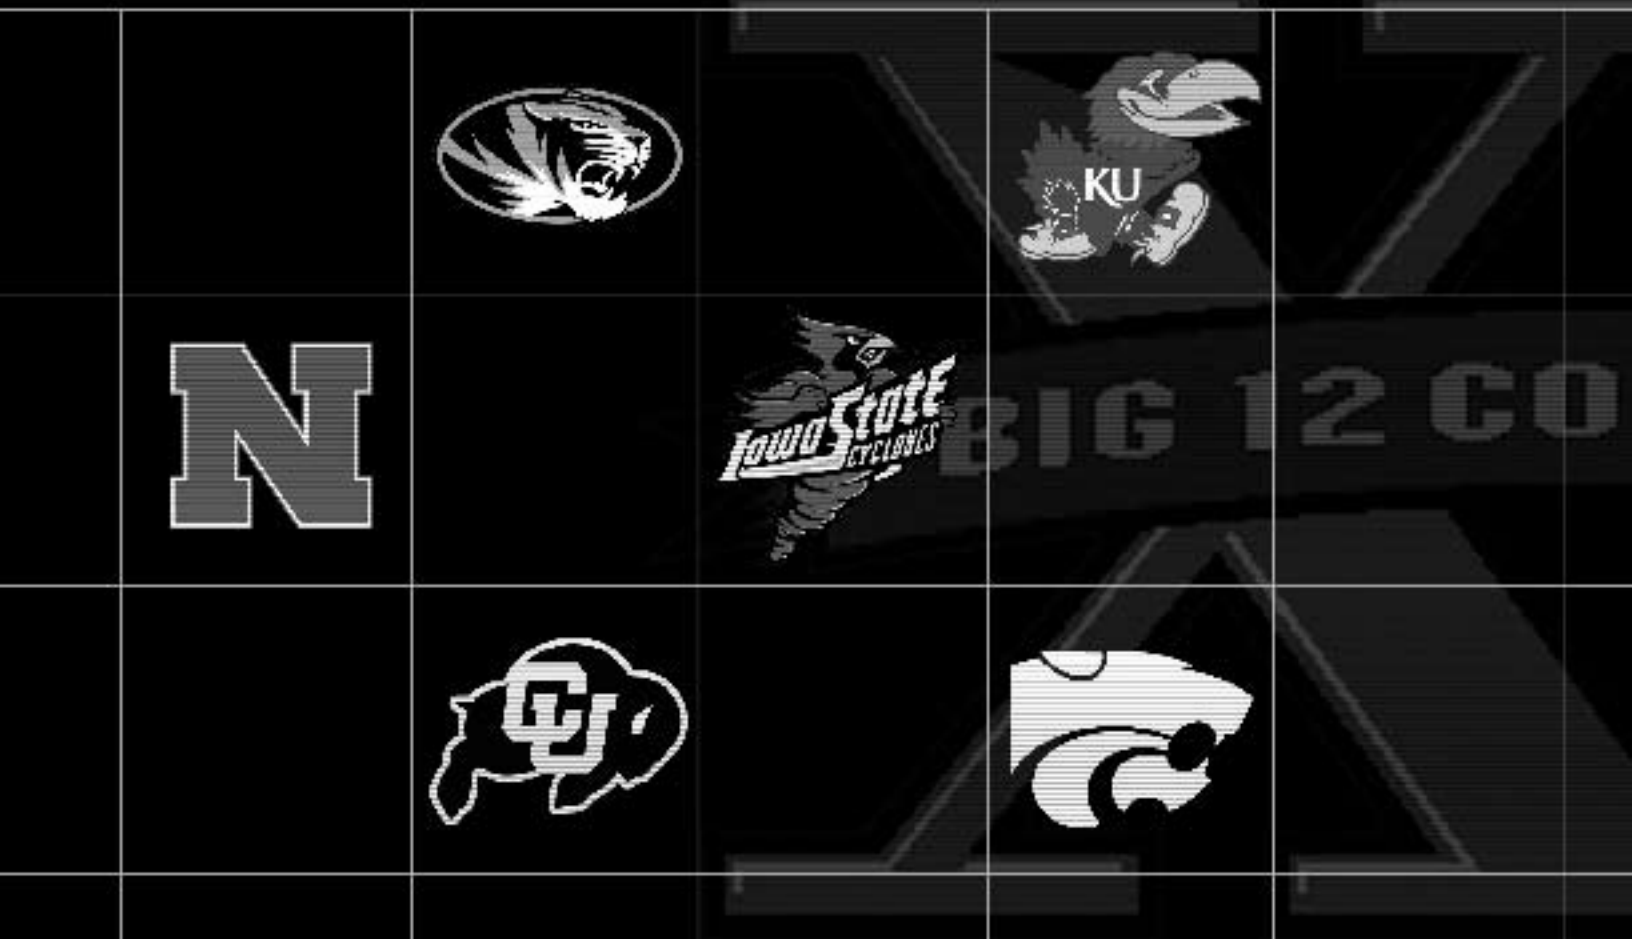 KU
BIG 12 CO
N
Iowa State
CYCLONES
CU